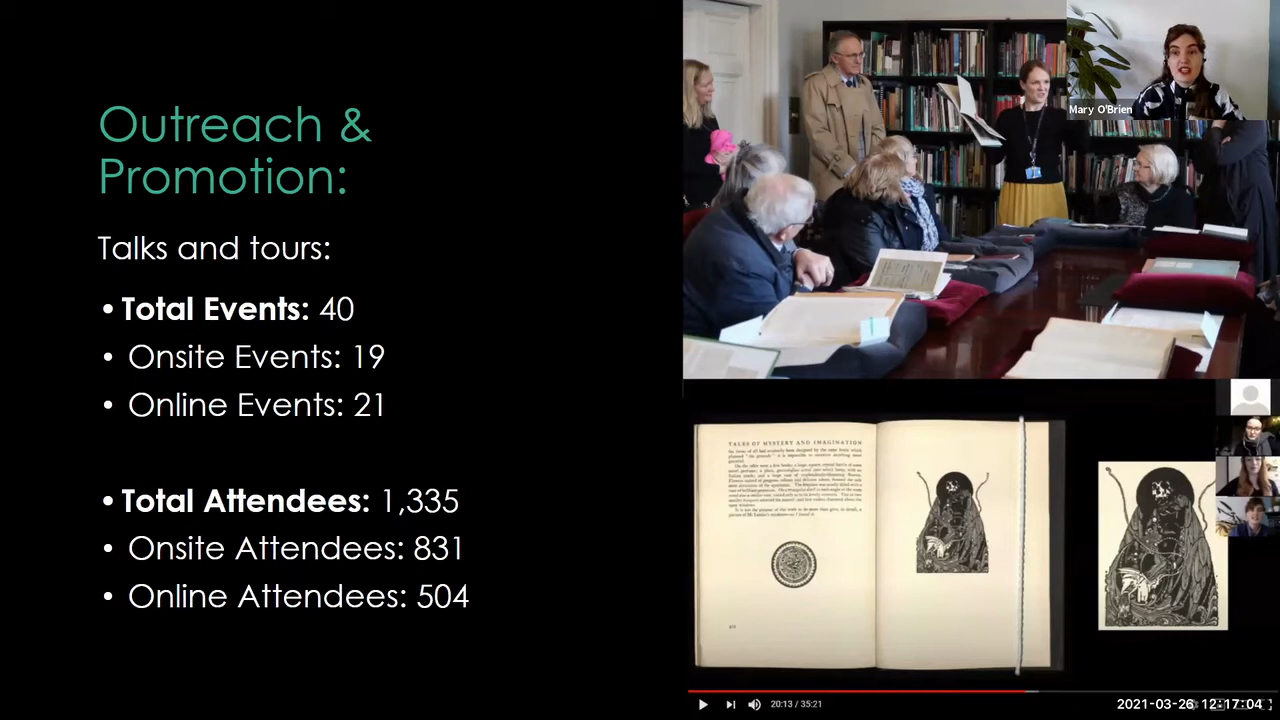 Outreach &
Promotion:
Talks and tours:
• Total Events: 40
• Onsite Events: 19
• Online Events: 21
• Total Attendees: 1,335
• Onsite Attendees: 831
• Online Attendees: 504
Mary O'Brien
TALES OF MYSTERY AND IMAGINATION
20:13 / 35:21
2021-03-26 12:17:04